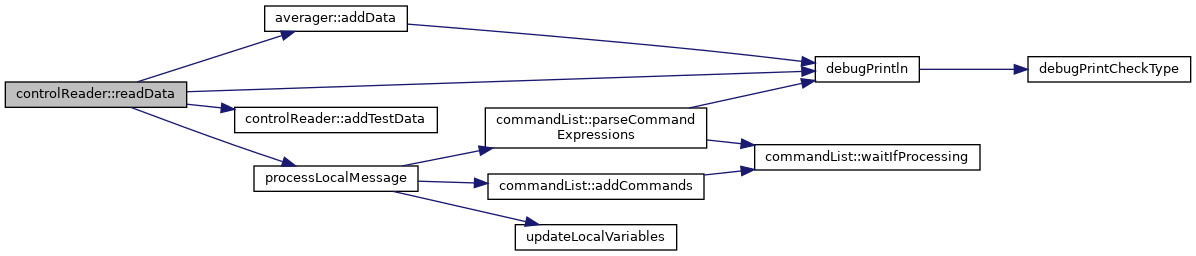 averager::addData
debugPrintln
debugPrintCheckType
controlReader::readData
controlReader::addTestData
commandList::parseCommand
Expressions
commandList::waitIfProcessing
processLocalMessage
commandList::addCommands
updateLocalVariables